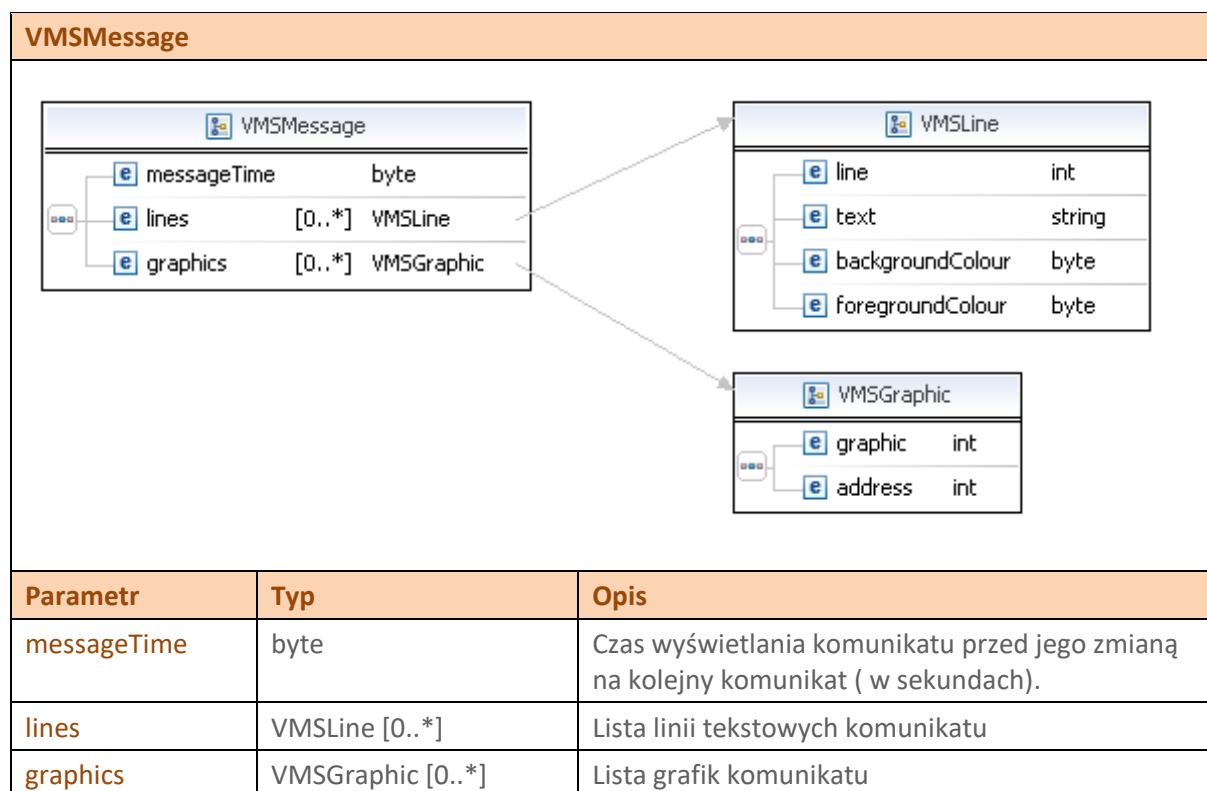 VMSMessage
VMSMessage
messageTime byte
lines [0..*] VMSLine
graphics [0..*] VMSGraphic
VMSLine
line int
text string
backgroundColour byte
foregroundColour byte
VMSGraphic
graphic int
address int
Parametr Typ Opis
messageTime byte Czas wyświetlania komunikatu przed jego zmianą
na kolejny komunikat ( w sekundach).
lines VMSLine [0..*] Lista linii tekstowych komunikatu
graphics VMSGraphic [0..*] Lista grafik komunikatu